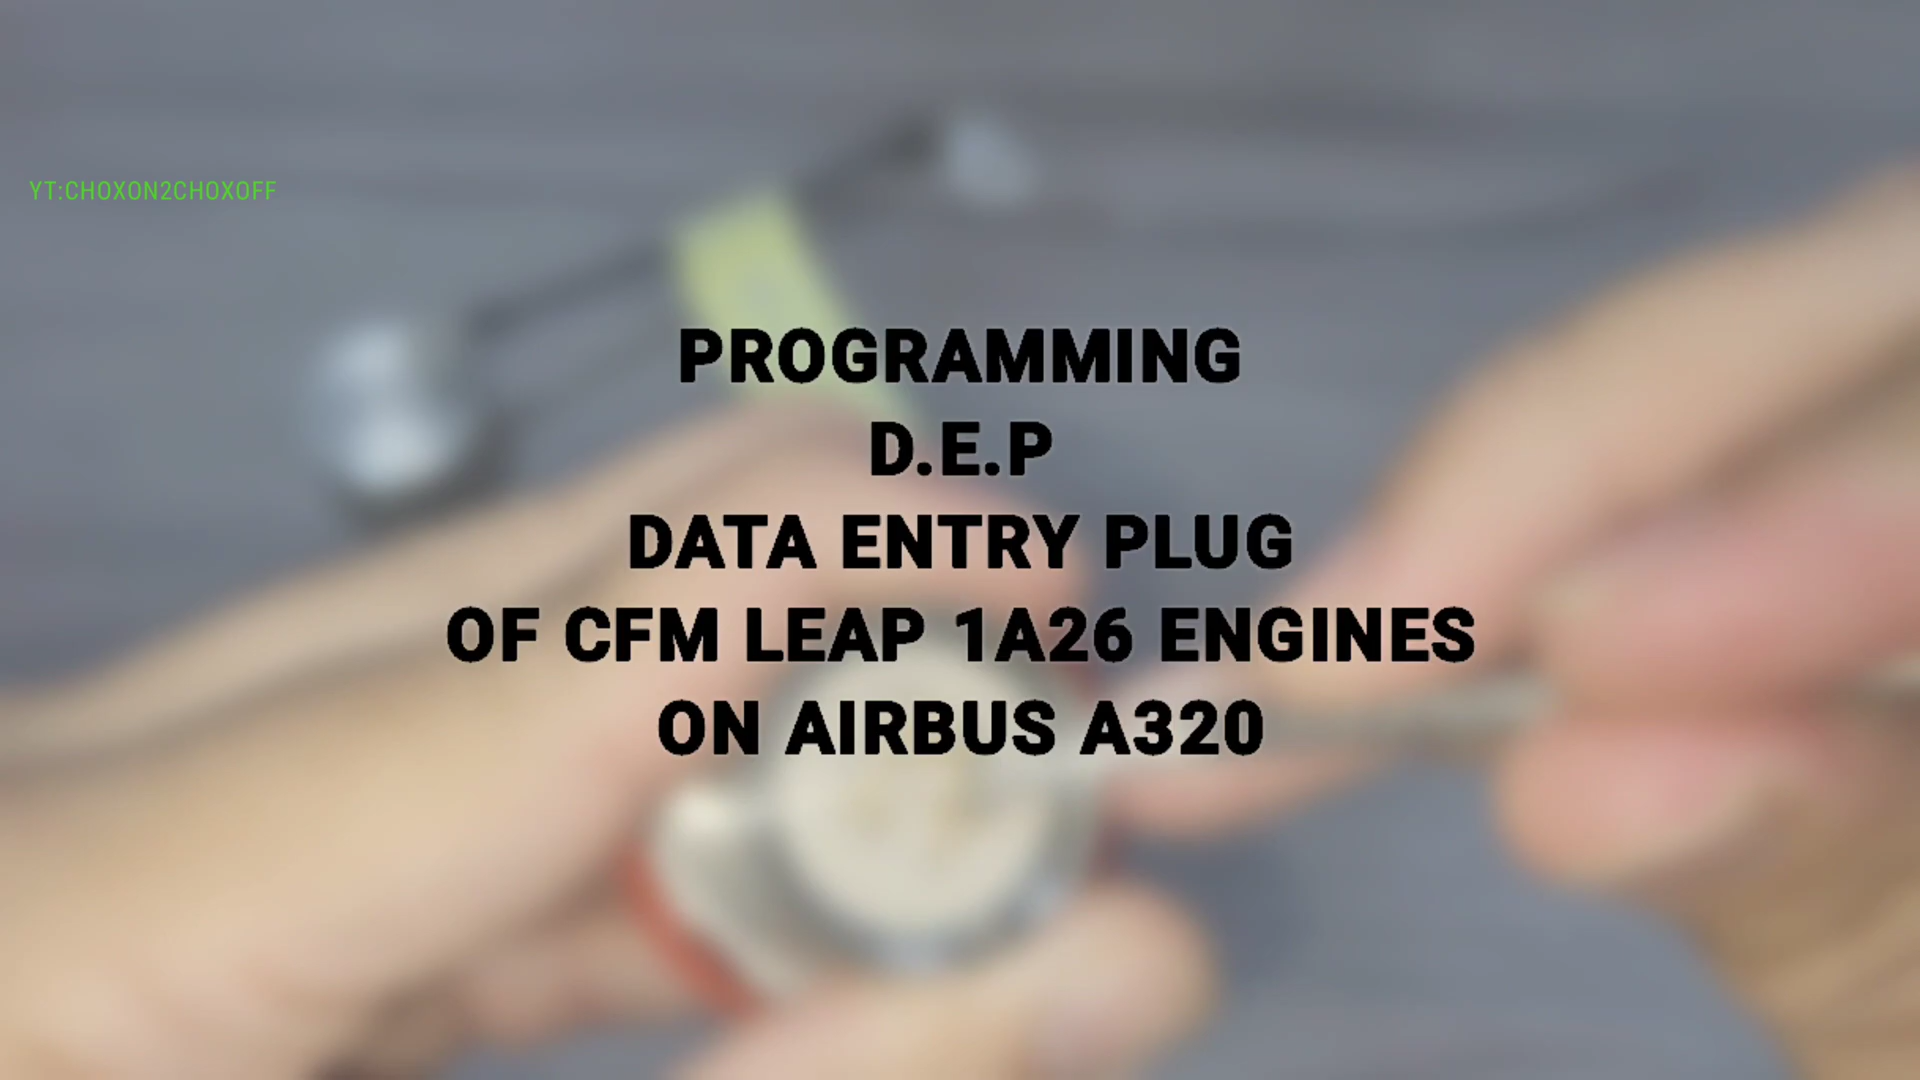 YT:CHOXON2CHOXOFF
PROGRAMMING
D.E.P
DATA ENTRY PLUG
OF CFM LEAP 1A26 ENGINES
ON AIRBUS A320